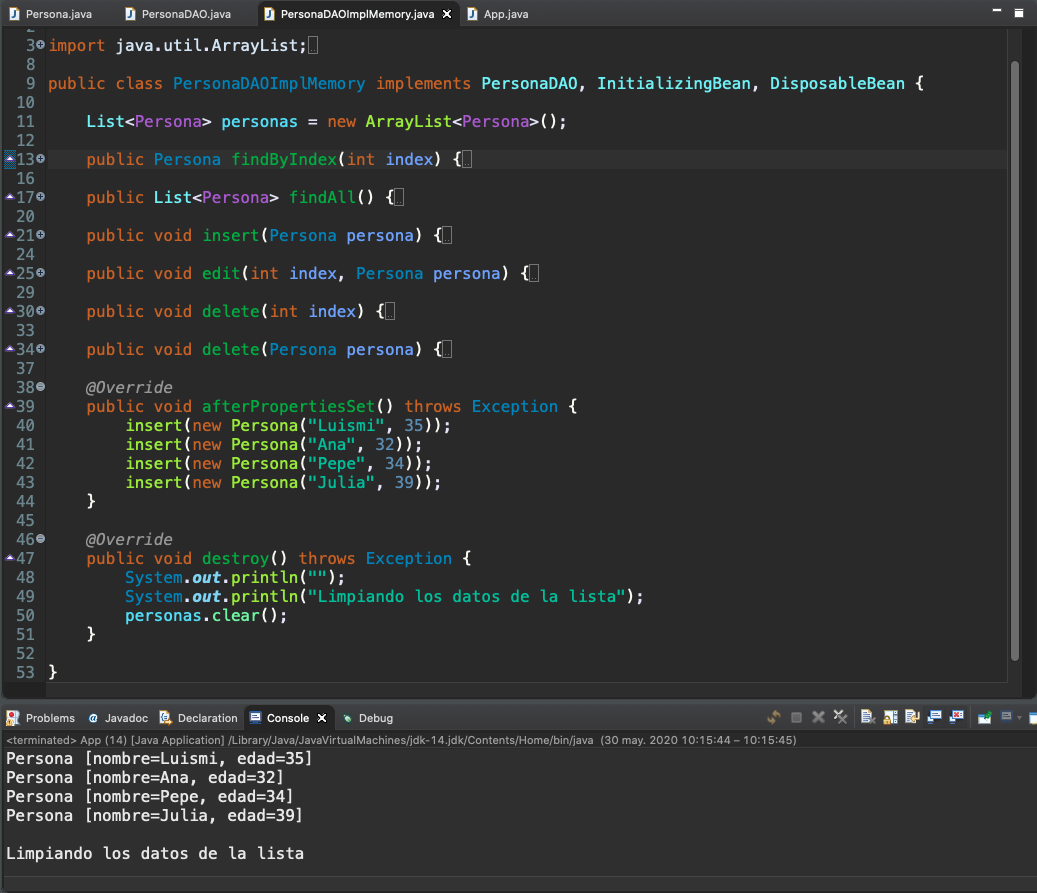 Persona.java PersonaDAO.java PersonaDAOImplMemory.java App.java
3 import java.util.ArrayList;
8
9 public class PersonaDAOImplMemory implements PersonaDAO, InitializingBean, DisposableBean {
10
11 List<Persona> personas = new ArrayList<Persona>();
12
13 public Persona findByIndex(int index) {
16
17 public List<Persona> findAll() {
20
21 public void insert(Persona persona) {
24
25 public void edit(int index, Persona persona) {
29
30 public void delete(int index) {
33
34 public void delete(Persona persona) {
37
38 @Override
39 public void afterPropertiesSet() throws Exception {
40 insert(new Persona("Luismi", 35));
41 insert(new Persona("Ana", 32));
42 insert(new Persona("Pepe", 34));
43 insert(new Persona("Julia", 39));
44 }
45
46 @Override
47 public void destroy() throws Exception {
48 System.out.println("");
49 System.out.println("Limpiando los datos de la lista");
50 personas.clear();
51 }
52
53 }
Problems Javadoc Declaration Console Debug
<terminated> App (14) [Java Application] /Library/Java/JavaVirtualMachines/jdk-14.jdk/Contents/Home/bin/java (30 may. 2020 10:15:44 – 10:15:45)
Persona [nombre=Luismi, edad=35]
Persona [nombre=Ana, edad=32]
Persona [nombre=Pepe, edad=34]
Persona [nombre=Julia, edad=39]
Limpiando los datos de la lista